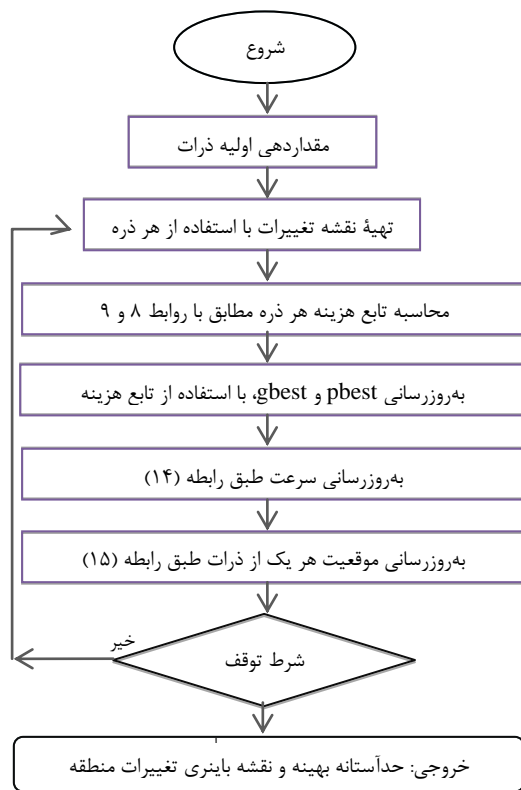 شروع
مقداردهی اولیه ذرات
تهیهٔ نقشه تغییرات با استفاده از هر ذره
محاسبه تابع هزینه هر ذره مطابق با روابط ۸ و ۹
به‌روزرسانی pbest و gbest، با استفاده از تابع هزینه
به‌روزرسانی سرعت طبق رابطه (۱۴)
به‌روزرسانی موقعیت هر یک از ذرات طبق رابطه (۱۵)
خیر
شرط توقف
خروجی: حدآستانه بهینه و نقشه باینری تغییرات منطقه